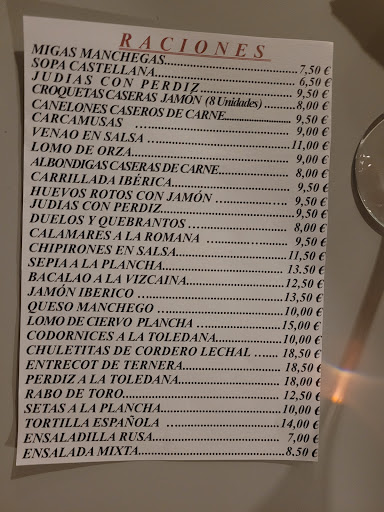 RACIONES
MIGAS MANCHEGAS..................................7,50 €
SOPA CASTELLANA..................................6,50 €
JUDIAS CON PERDIZ..................................9,50 €
CROQUETAS CASERAS JAMÓN (8 Unidades) ..............8,00 €
CANELONES CASEROS DE CARNE..................9,50 €
CARCAMUSAS ..................................9,00 €
VENAO EN SALSA ..................................11,00 €
LOMO DE ORZA..................................9,00 €
ALBONDIGAS CASERAS DE CARNE..................8,00 €
CARRILLADA IBÉRICA..................................9,50 €
HUEVOS ROTOS CON JAMÓN ..................9,50 €
JUDIAS CON PERDIZ..................................9,50 €
DUELOS Y QUEBRANTOS ..................8,00 €
CALAMARES A LA ROMANA ..................9,50 €
CHIPIRONES EN SALSA..................................11,50 €
SEPIA A LA PLANCHA..................................13.50 €
BACALAO A LA VIZCAINA..................12,50 €
JAMÓN IBERICO ..................................13,50 €
QUESO MANCHEGO ..................................10,00 €
LOMO DE CIERVO PLANCHA ..................15,00 €
CODORNICES A LA TOLEDANA..................10,00 €
CHULETITAS DE CORDERO LECHAL ......18,50 €
ENTRECOT DE TERNERA..................................18,50 €
PERDIZ A LA TOLEDANA..................................18,00 €
RABO DE TORO..................................12,50 €
SETAS A LA PLANCHA..................................10,00 €
TORTILLA ESPAÑOLA ..................................14,00 €
ENSALADILLA RUSA..................................7,00 €
ENSALADA MIXTA..................................8,50 €